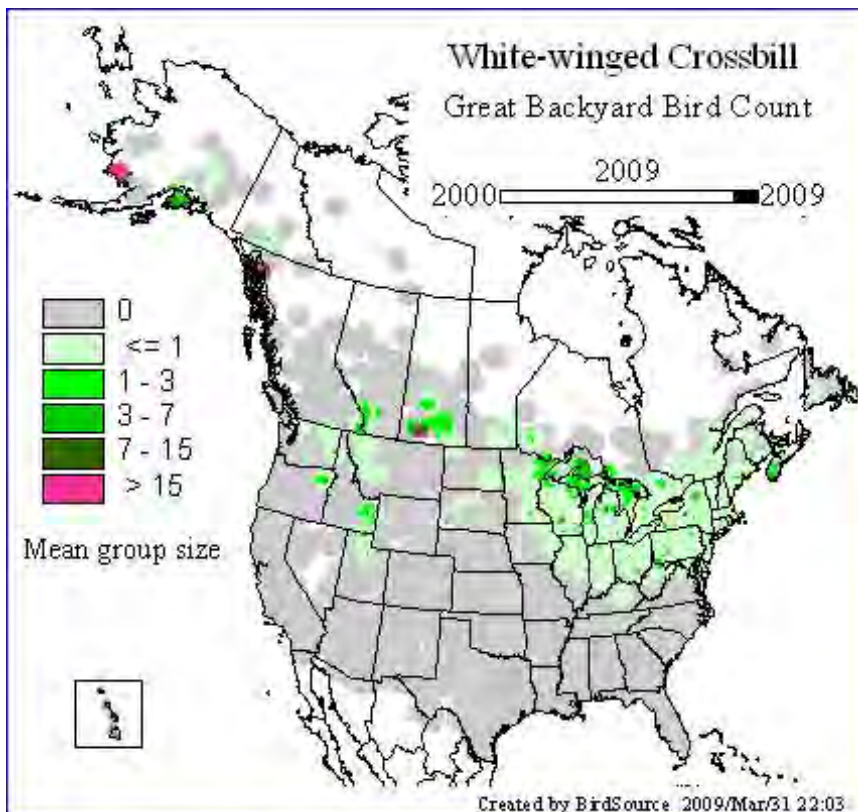 White-winged Crossbill
Great Backyard Bird Count
2009
2000 2009
0
<= 1
1 - 3
3 - 7
7 - 15
> 15
Mean group size
Created by BirdSource 2009/Mar/31 22:03